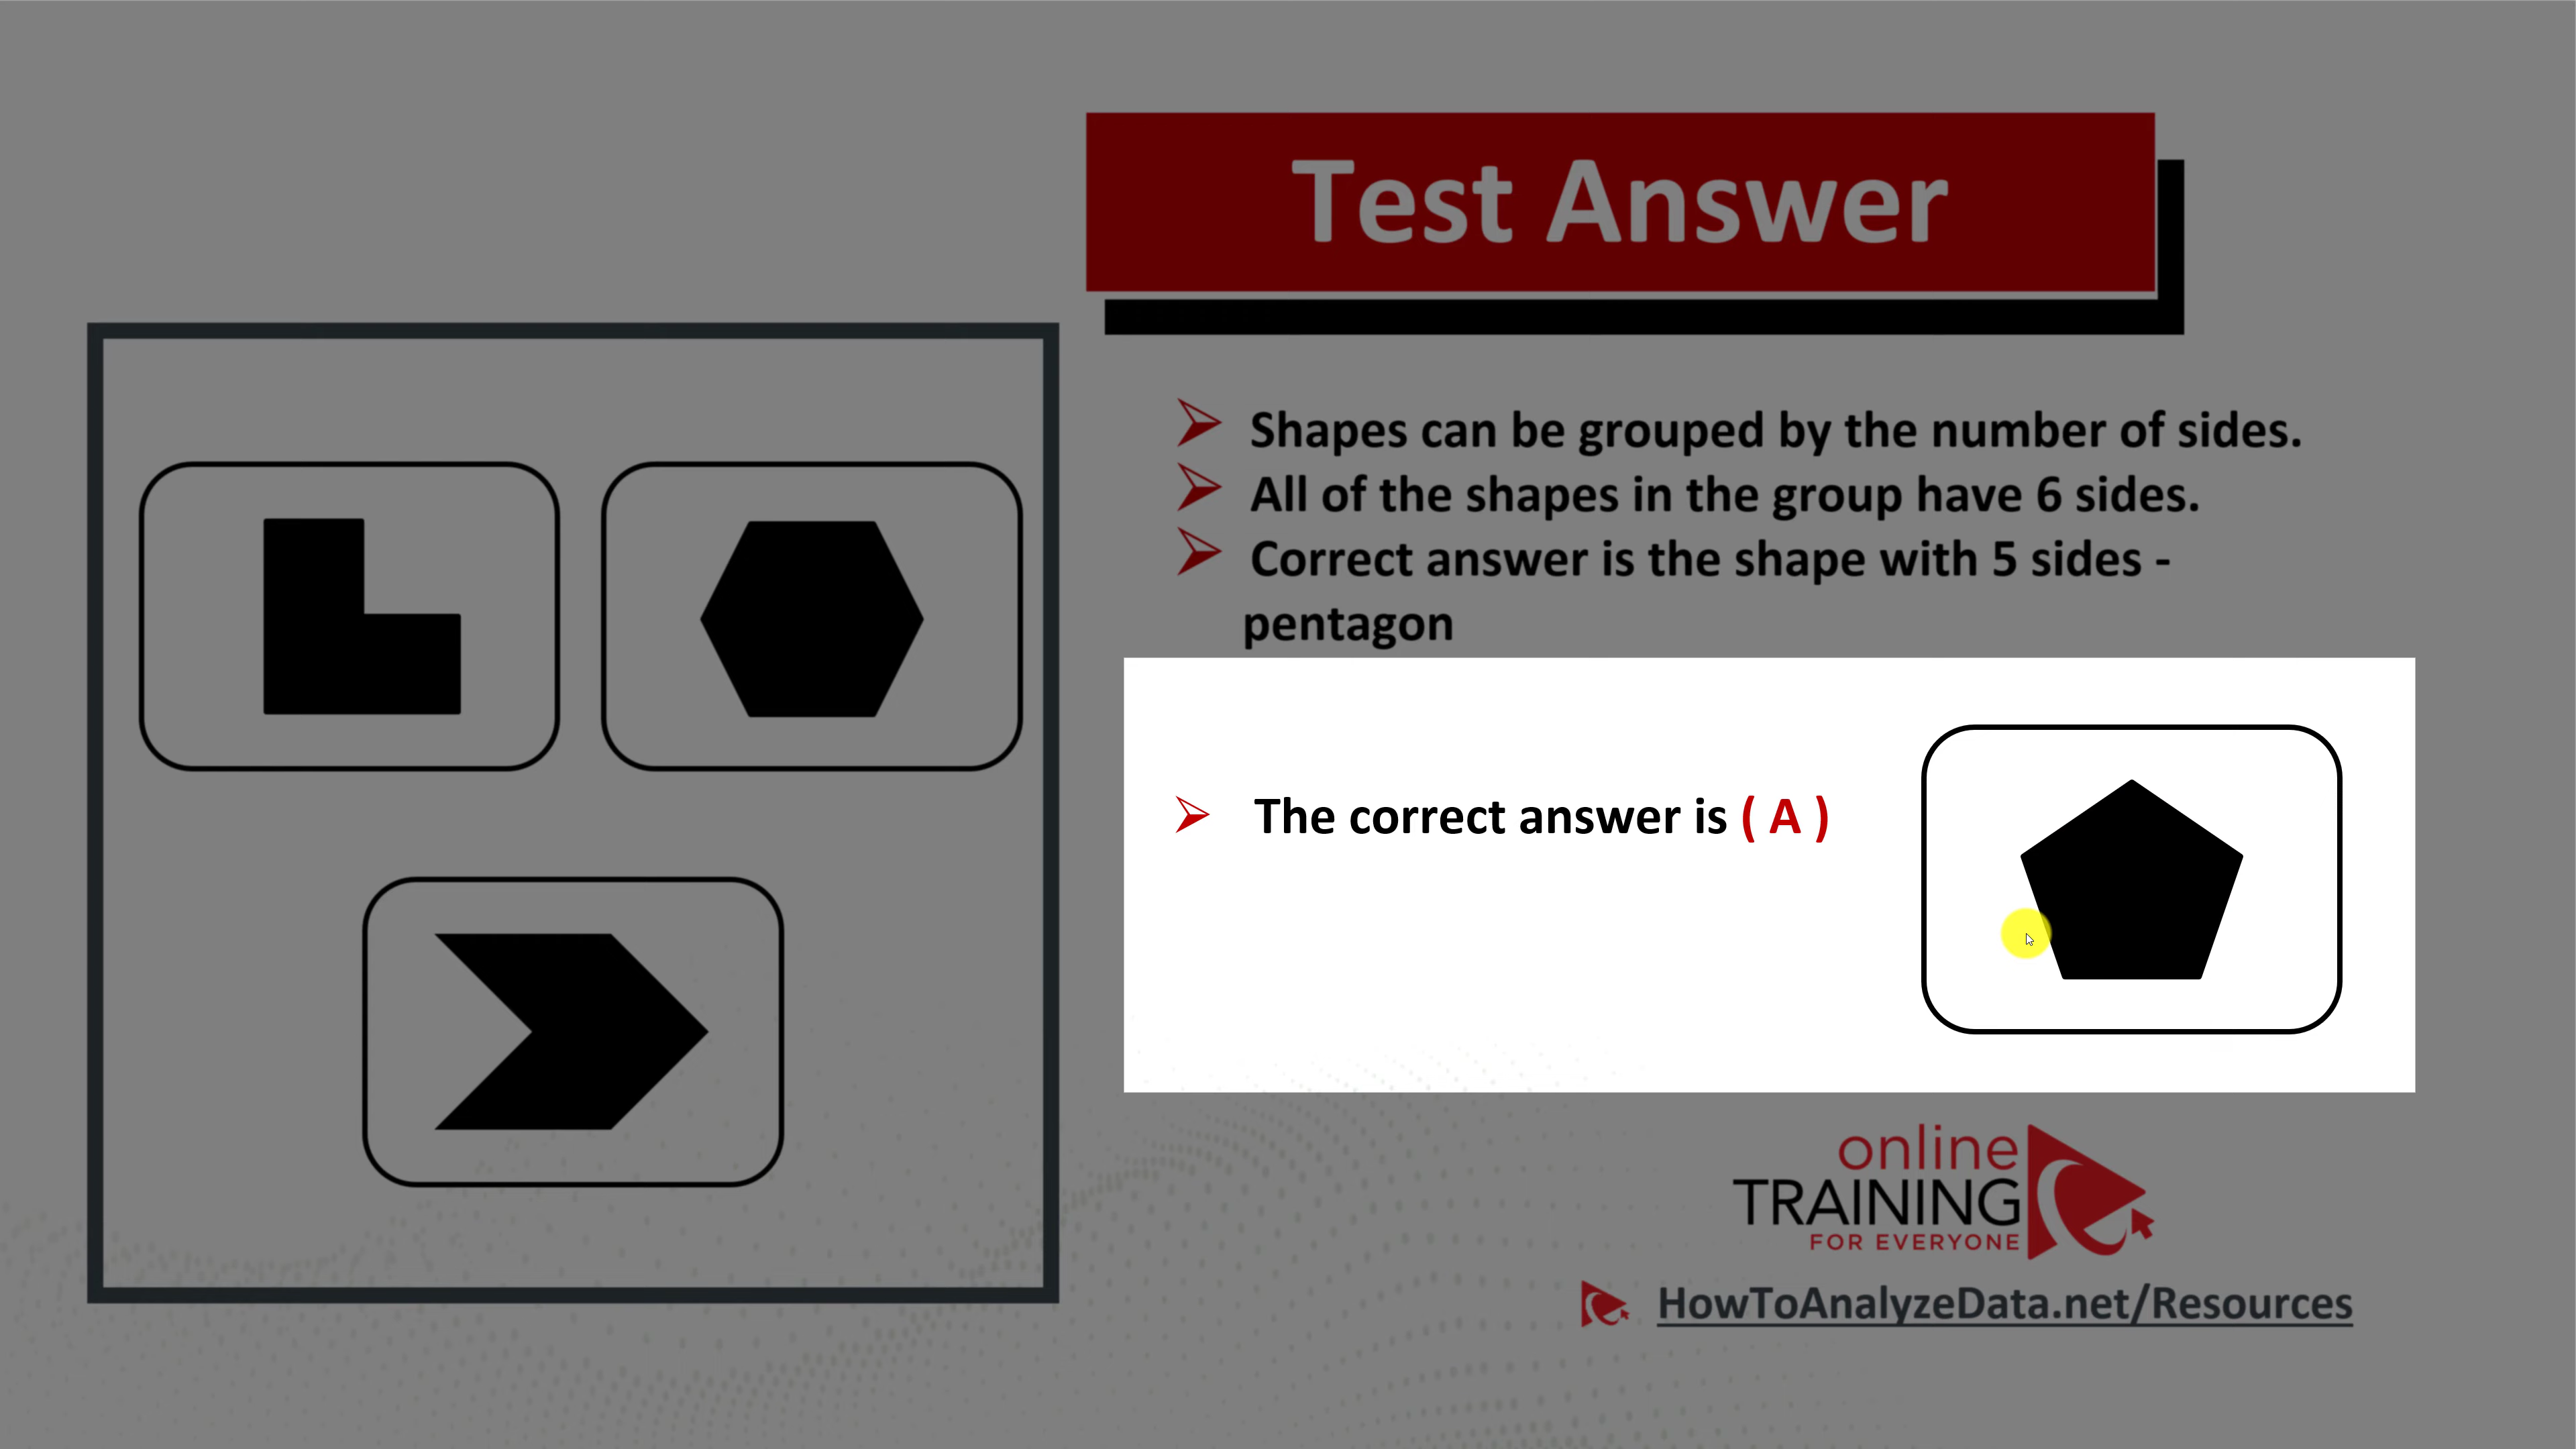 Test Answer
Shapes can be grouped by the number of sides.
All of the shapes in the group have 6 sides.
Correct answer is the shape with 5 sides -
pentagon
The correct answer is ( A )
online
TRAINING
FOR EVERYONE
HowToAnalyzeData.net/Resources